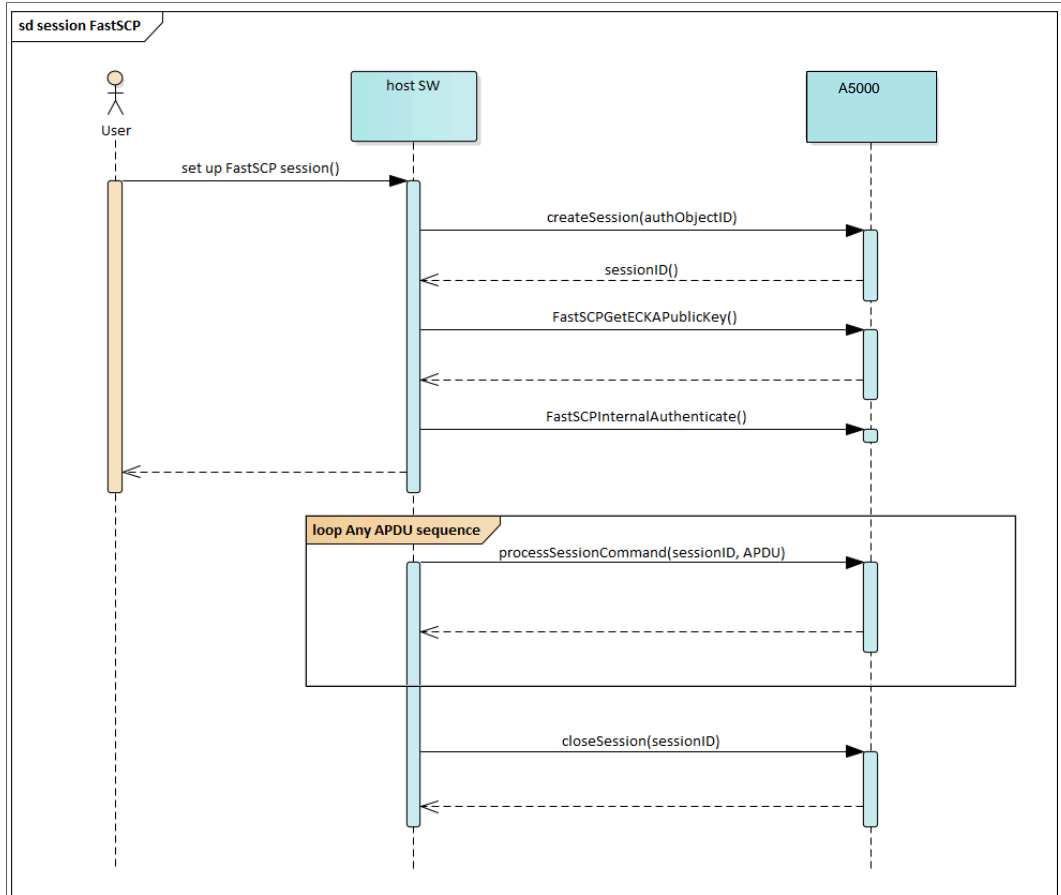 sd session FastSCP
host SW
A5000
User
set up FastSCP session()
createSession(authObjectID)
sessionID()
FastSCPGetECKAPublicKey()
FastSCPInternalAuthenticate()
loop Any APDU sequence
processSessionCommand(sessionID, APDU)
closeSession(sessionID)